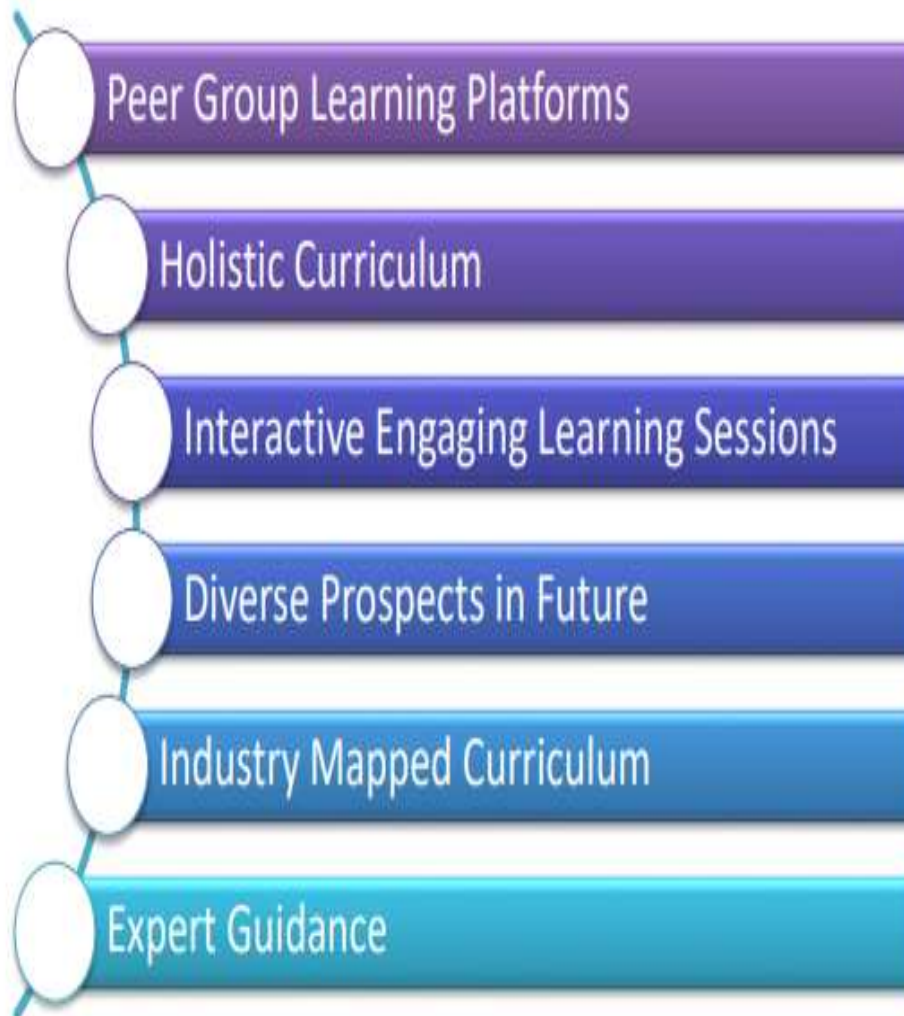 Peer Group Learning Platforms
Holistic Curriculum
Interactive Engaging Learning Sessions
Diverse Prospects in Future
Industry Mapped Curriculum
Expert Guidance